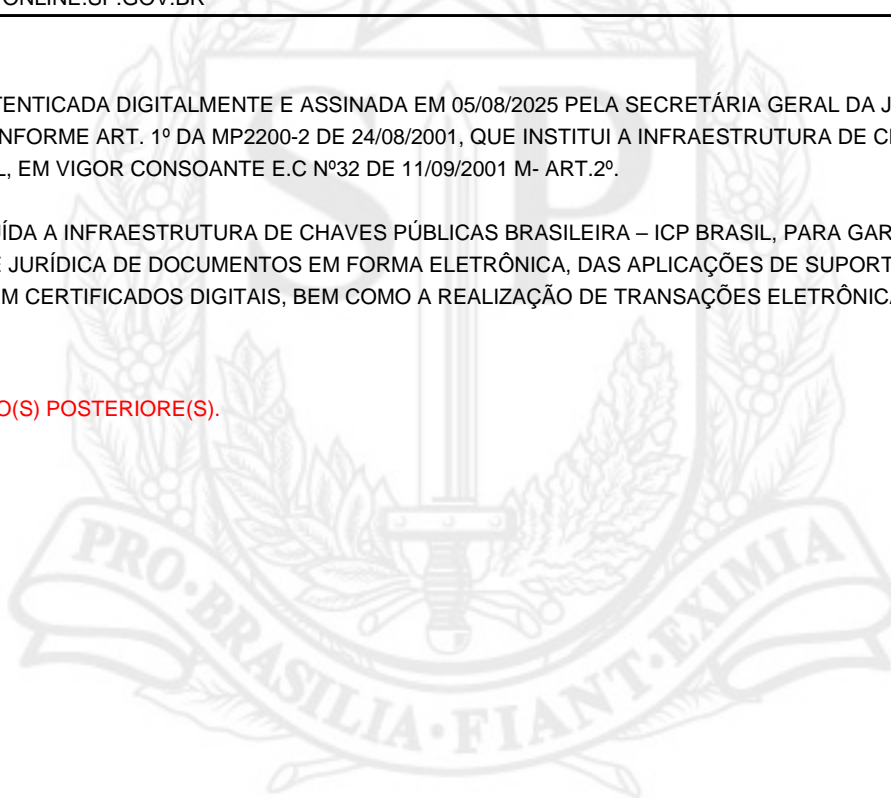 ONLINE.SP.GOV.BR
TENTICADA DIGITALMENTE E ASSINADA EM 05/08/2025 PELA SECRETÁRIA GERAL DA J
NFORME ART. 1º DA MP2200-2 DE 24/08/2001, QUE INSTITUI A INFRAESTRUTURA DE C
L, EM VIGOR CONSOANTE E.C Nº32 DE 11/09/2001 M- ART.2º.
ÍDA A INFRAESTRUTURA DE CHAVES PÚBLICAS BRASILEIRA – ICP BRASIL, PARA GAR
E JURÍDICA DE DOCUMENTOS EM FORMA ELETRÔNICA, DAS APLICAÇÕES DE SUPORT
M CERTIFICADOS DIGITAIS, BEM COMO A REALIZAÇÃO DE TRANSAÇÕES ELETRÔNICA
O(S) POSTERIORE(S).
SP
PRO·BRASILIA·FIANT·EXIMIA